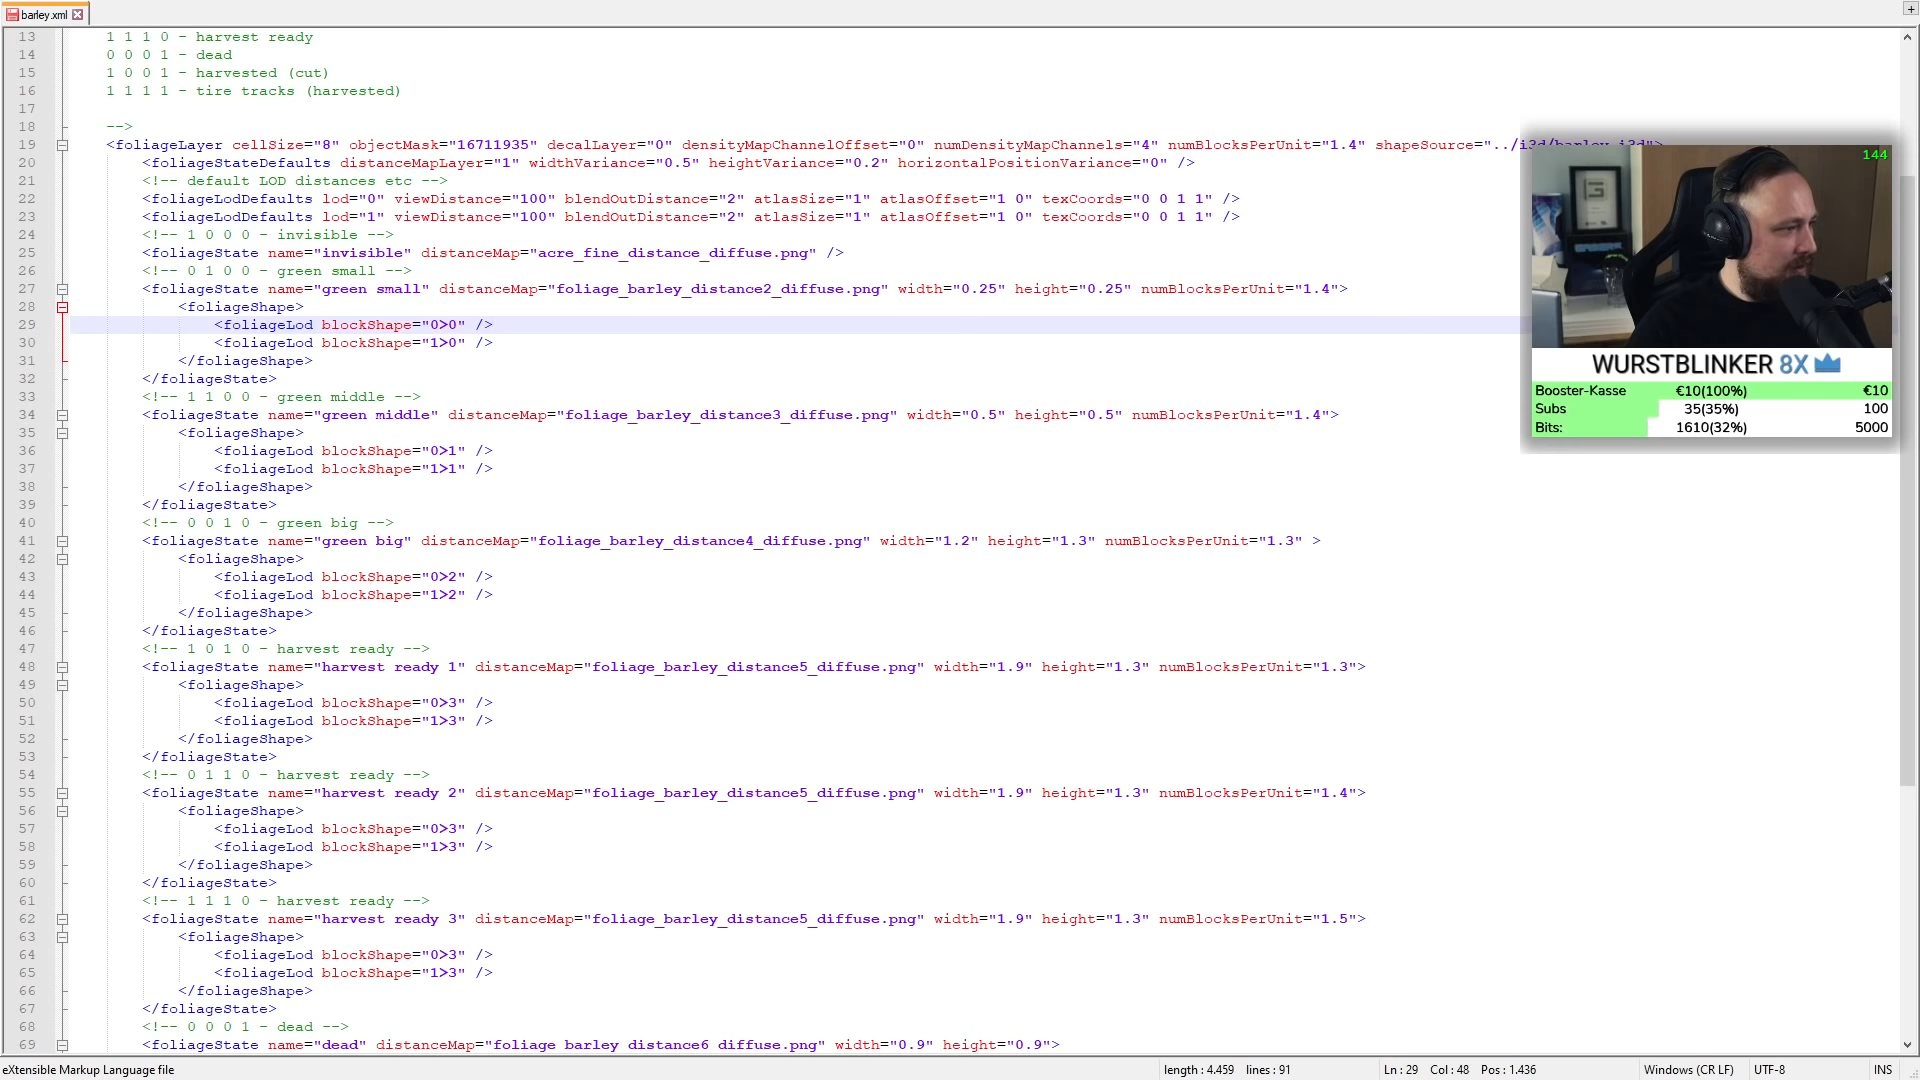 barley.xml
13 1 1 1 0 - harvest ready
14 0 0 0 1 - dead
15 1 0 0 1 - harvested (cut)
16 1 1 1 1 - tire tracks (harvested)
17
18 -->
19 <foliageLayer cellSize="8" objectMask="16711935" decalLayer="0" densityMapChannelOffset="0" numDensityMapChannels="4" numBlocksPerUnit="1.4" shapeSource="../i3d/barley.i3d">
20 <foliageStateDefaults distanceMapLayer="1" widthVariance="0.5" heightVariance="0.2" horizontalPositionVariance="0" />
21 <!-- default LOD distances etc -->
22 <foliageLodDefaults lod="0" viewDistance="100" blendOutDistance="2" atlasSize="1" atlasOffset="1 0" texCoords="0 0 1 1" />
23 <foliageLodDefaults lod="1" viewDistance="100" blendOutDistance="2" atlasSize="1" atlasOffset="1 0" texCoords="0 0 1 1" />
24 <!-- 1 0 0 0 - invisible -->
25 <foliageState name="invisible" distanceMap="acre_fine_distance_diffuse.png" />
26 <!-- 0 1 0 0 - green small -->
27 <foliageState name="green small" distanceMap="foliage_barley_distance2_diffuse.png" width="0.25" height="0.25" numBlocksPerUnit="1.4">
28 <foliageShape>
29 <foliageLod blockShape="0>0" />
30 <foliageLod blockShape="1>0" />
31 </foliageShape>
32 </foliageState>
33 <!-- 1 1 0 0 - green middle -->
34 <foliageState name="green middle" distanceMap="foliage_barley_distance3_diffuse.png" width="0.5" height="0.5" numBlocksPerUnit="1.4">
35 <foliageShape>
36 <foliageLod blockShape="0>1" />
37 <foliageLod blockShape="1>1" />
38 </foliageShape>
39 </foliageState>
40 <!-- 0 0 1 0 - green big -->
41 <foliageState name="green big" distanceMap="foliage_barley_distance4_diffuse.png" width="1.2" height="1.3" numBlocksPerUnit="1.3" >
42 <foliageShape>
43 <foliageLod blockShape="0>2" />
44 <foliageLod blockShape="1>2" />
45 </foliageShape>
46 </foliageState>
47 <!-- 1 0 1 0 - harvest ready -->
48 <foliageState name="harvest ready 1" distanceMap="foliage_barley_distance5_diffuse.png" width="1.9" height="1.3" numBlocksPerUnit="1.3">
49 <foliageShape>
50 <foliageLod blockShape="0>3" />
51 <foliageLod blockShape="1>3" />
52 </foliageShape>
53 </foliageState>
54 <!-- 0 1 1 0 - harvest ready -->
55 <foliageState name="harvest ready 2" distanceMap="foliage_barley_distance5_diffuse.png" width="1.9" height="1.3" numBlocksPerUnit="1.4">
56 <foliageShape>
57 <foliageLod blockShape="0>3" />
58 <foliageLod blockShape="1>3" />
59 </foliageShape>
60 </foliageState>
61 <!-- 1 1 1 0 - harvest ready -->
62 <foliageState name="harvest ready 3" distanceMap="foliage_barley_distance5_diffuse.png" width="1.9" height="1.3" numBlocksPerUnit="1.5">
63 <foliageShape>
64 <foliageLod blockShape="0>3" />
65 <foliageLod blockShape="1>3" />
66 </foliageShape>
67 </foliageState>
68 <!-- 0 0 0 1 - dead -->
69 <foliageState name="dead" distanceMap="foliage_barley_distance6_diffuse.png" width="0.9" height="0.9">
144
WURSTBLINKER 8X
Booster-Kasse €10(100%) €10
Subs 35(35%) 100
Bits: 1610(32%) 5000
eXtensible Markup Language file length : 4.459 lines : 91 Ln : 29 Col : 48 Pos : 1.436 Windows (CR LF) UTF-8 INS